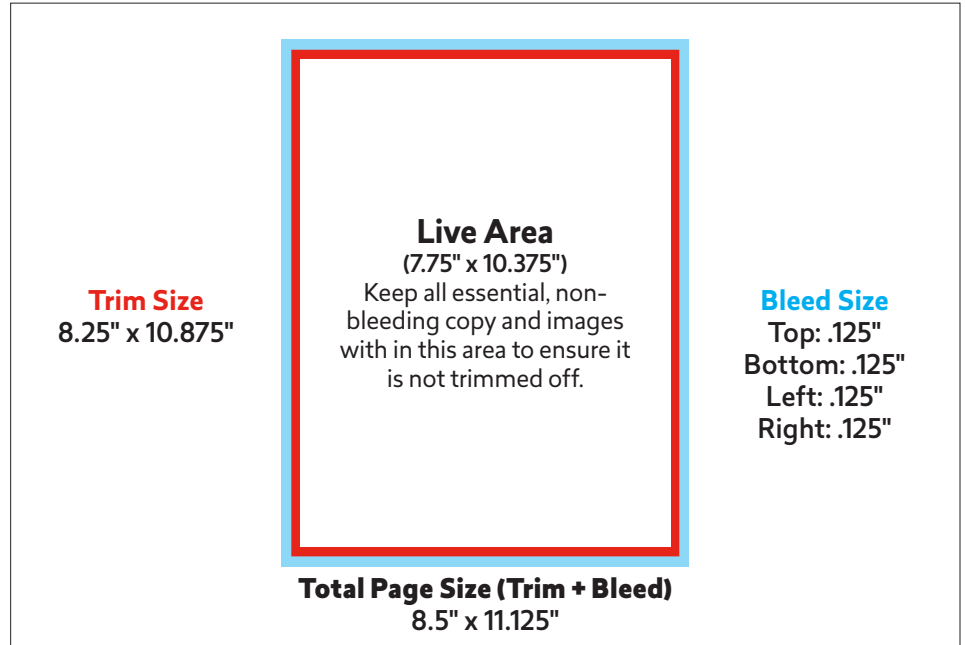 Live Area
(7.75" x 10.375")
Keep all essential, non-
bleeding copy and images
with in this area to ensure it
is not trimmed off.
Trim Size
8.25" x 10.875"
Bleed Size
Top: .125"
Bottom: .125"
Left: .125"
Right: .125"
Total Page Size (Trim + Bleed)
8.5" x 11.125"